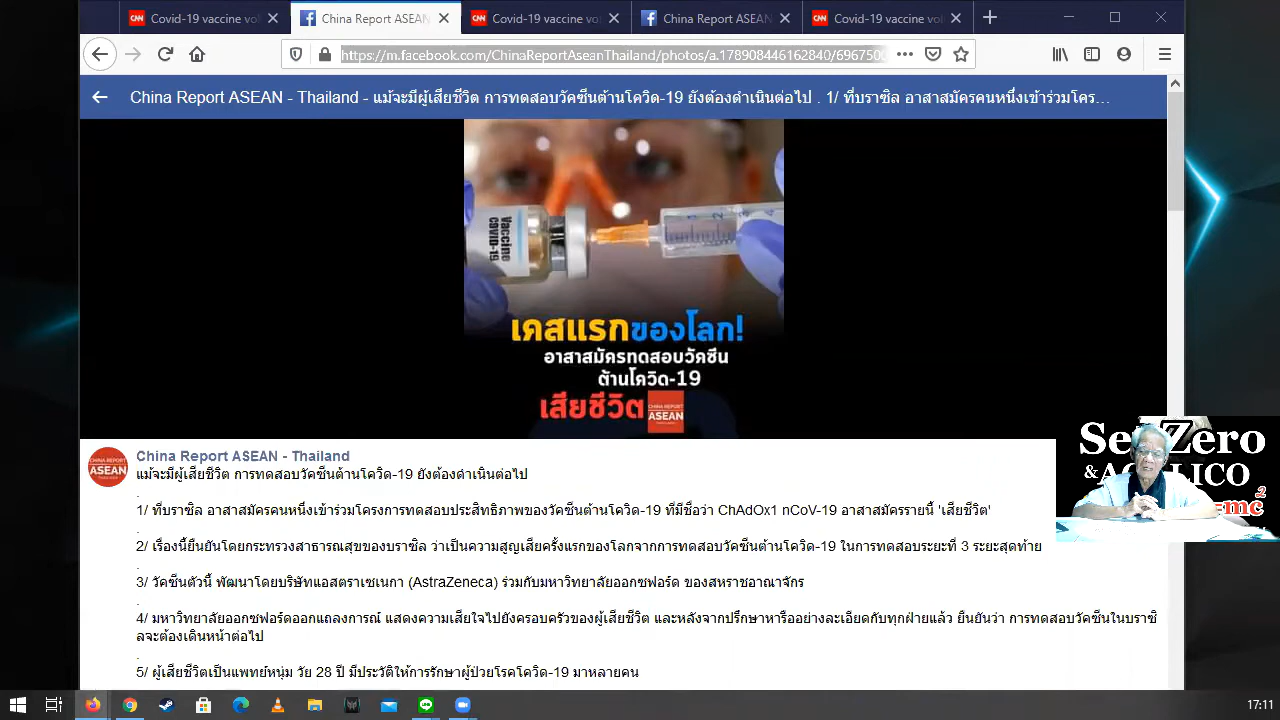 Covid-19 vaccine vol
China Report ASEAN
Covid-19 vaccine vol
China Report ASEAN
Covid-19 vaccine vol
https://m.facebook.com/ChinaReportAseanThailand/photos/a.178908446162840/696750
China Report ASEAN - Thailand - แม้จะมีผู้เสียชีวิต การทดสอบวัคซีนต้านโควิด-19 ยังต้องดำเนินต่อไป . 1/ ที่บราซิล อาสาสมัครคนหนึ่งเข้าร่วมโคร...
Vaccine
COVID-19
เคสแรกของโลก!
อาสาสมัครทดสอบวัคซีน
ต้านโควิด-19
เสียชีวิต
CHINA REPORT
ASEAN
CHINA REPORT
ASEAN
China Report ASEAN - Thailand
แม้จะมีผู้เสียชีวิต การทดสอบวัคซีนต้านโควิด-19 ยังต้องดำเนินต่อไป
.
1/ ที่บราซิล อาสาสมัครคนหนึ่งเข้าร่วมโครงการทดสอบประสิทธิภาพของวัคซีนต้านโควิด-19 ที่มีชื่อว่า ChAdOx1 nCoV-19 อาสาสมัครรายนี้ 'เสียชีวิต'
.
2/ เรื่องนี้ยืนยันโดยกระทรวงสาธารณสุขของบราซิล ว่าเป็นความสูญเสียครั้งแรกของโลกจากการทดสอบวัคซีนต้านโควิด-19 ในการทดสอบระยะที่ 3 ระยะสุดท้าย
.
3/ วัคซีนตัวนี้ พัฒนาโดยบริษัทแอสตราเซเนกา (AstraZeneca) ร่วมกับมหาวิทยาลัยออกซฟอร์ด ของสหราชอาณาจักร
.
4/ มหาวิทยาลัยออกซฟอร์ดออกแถลงการณ์ แสดงความเสียใจไปยังครอบครัวของผู้เสียชีวิต และหลังจากปรึกษาหารืออย่างละเอียดกับทุกฝ่ายแล้ว ยืนยันว่า การทดสอบวัคซีนในบราซิ
ลจะต้องเดินหน้าต่อไป
.
5/ ผู้เสียชีวิตเป็นแพทย์หนุ่ม วัย 28 ปี มีประวัติให้การรักษาผู้ป่วยโรคโควิด-19 มาหลายคน
Zero
&
LICO
mc²
17:11